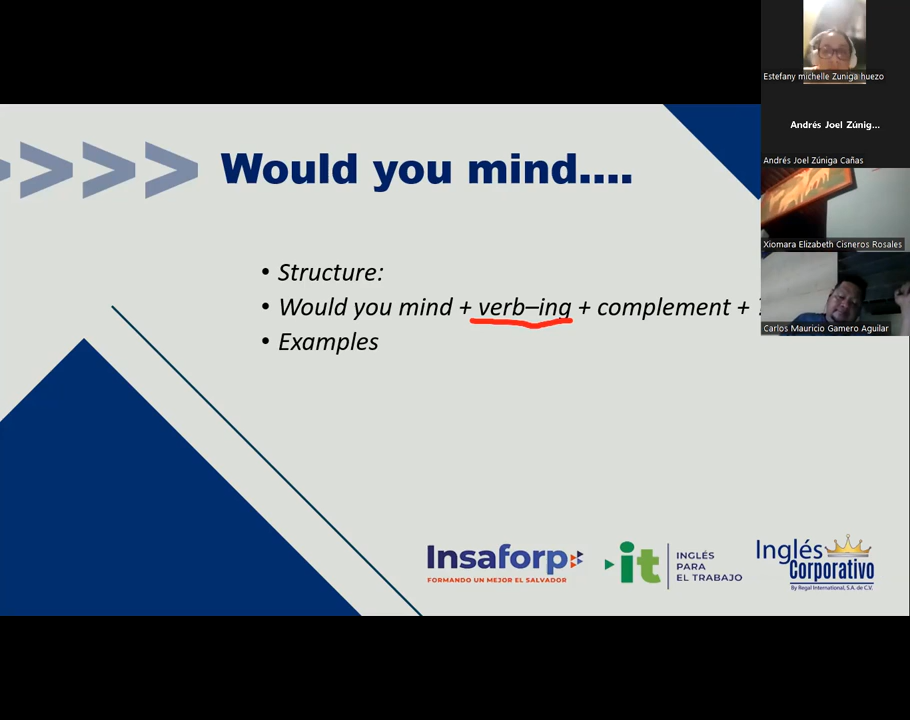 Would you mind....
• Structure:
• Would you mind + verb–ing + complement + ?
• Examples
Insaforp
FORMANDO UN MEJOR EL SALVADOR
it
INGLÉS
PARA
EL TRABAJO
Inglés
Corporativo
By Regal International, S.A. de C.V.
Estefany michelle Zuniga huezo
Andrés Joel Zúnig...
Andrés Joel Zúniga Cañas
Xiomara Elizabeth Cisneros Rosales
Carlos Mauricio Gamero Aguilar